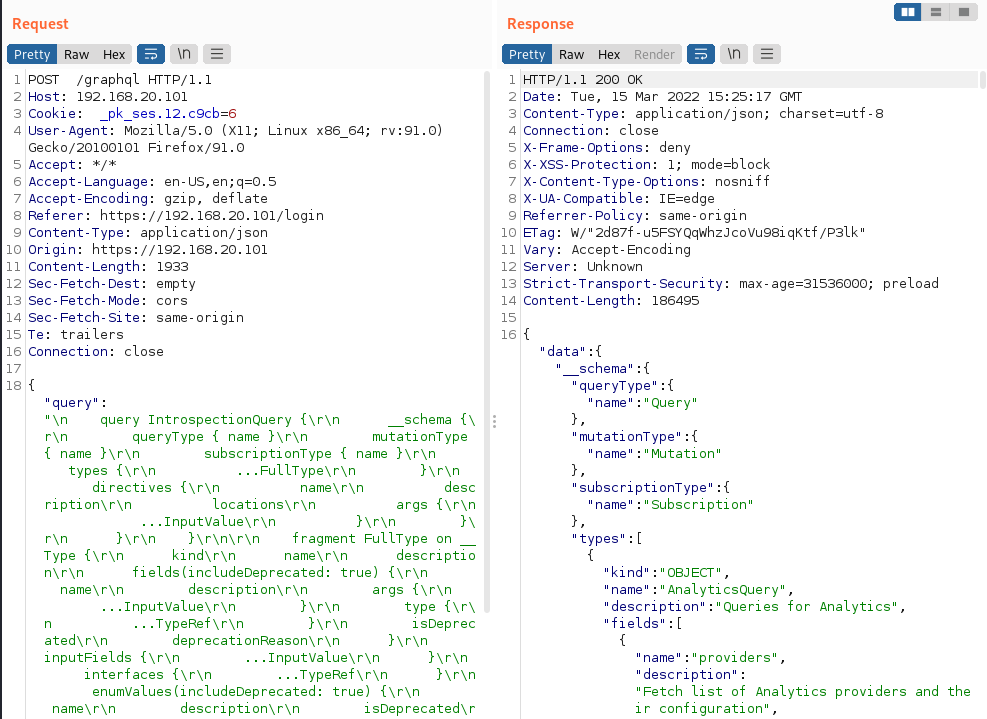 Request
Pretty Raw Hex \n
1 POST  /graphql HTTP/1.1
2 Host: 192.168.20.101
3 Cookie:  _pk_ses.12.c9cb=6
4 User-Agent: Mozilla/5.0 (X11; Linux x86_64; rv:91.0)
Gecko/20100101 Firefox/91.0
5 Accept: */*
6 Accept-Language: en-US,en;q=0.5
7 Accept-Encoding: gzip, deflate
8 Referer: https://192.168.20.101/login
9 Content-Type: application/json
10 Origin: https://192.168.20.101
11 Content-Length: 1933
12 Sec-Fetch-Dest: empty
13 Sec-Fetch-Mode: cors
14 Sec-Fetch-Site: same-origin
15 Te: trailers
16 Connection: close
17
18 {
"query":
"\n    query IntrospectionQuery {\r\n      __schema {\
r\n        queryType { name }\r\n        mutationType
{ name }\r\n        subscriptionType { name }\r\n
types {\r\n          ...FullType\r\n        }\r\n
directives {\r\n          name\r\n          desc
ription\r\n          locations\r\n          args {\r\n
...InputValue\r\n          }\r\n        }\
r\n      }\r\n    }\r\n\r\n    fragment FullType on __
Type {\r\n      kind\r\n      name\r\n      descriptio
n\r\n      fields(includeDeprecated: true) {\r\n
name\r\n        description\r\n        args {\r\n
...InputValue\r\n        }\r\n        type {\r\
n          ...TypeRef\r\n        }\r\n        isDeprec
ated\r\n        deprecationReason\r\n      }\r\n
inputFields {\r\n        ...InputValue\r\n      }\r\n
interfaces {\r\n        ...TypeRef\r\n      }\r\n
enumValues(includeDeprecated: true) {\r\n
name\r\n        description\r\n        isDeprecated\r
Response
Pretty Raw Hex Render \n
1 HTTP/1.1 200 OK
2 Date: Tue, 15 Mar 2022 15:25:17 GMT
3 Content-Type: application/json; charset=utf-8
4 Connection: close
5 X-Frame-Options: deny
6 X-XSS-Protection: 1; mode=block
7 X-Content-Type-Options: nosniff
8 X-UA-Compatible: IE=edge
9 Referrer-Policy: same-origin
10 ETag: W/"2d87f-u5FSYQqWhzJcoVu98iqKtf/P3lk"
11 Vary: Accept-Encoding
12 Server: Unknown
13 Strict-Transport-Security: max-age=31536000; preload
14 Content-Length: 186495
15
16 {
"data":{
"__schema":{
"queryType":{
"name":"Query"
},
"mutationType":{
"name":"Mutation"
},
"subscriptionType":{
"name":"Subscription"
},
"types":[
{
"kind":"OBJECT",
"name":"AnalyticsQuery",
"description":"Queries for Analytics",
"fields":[
{
"name":"providers",
"description":
"Fetch list of Analytics providers and the
ir configuration",